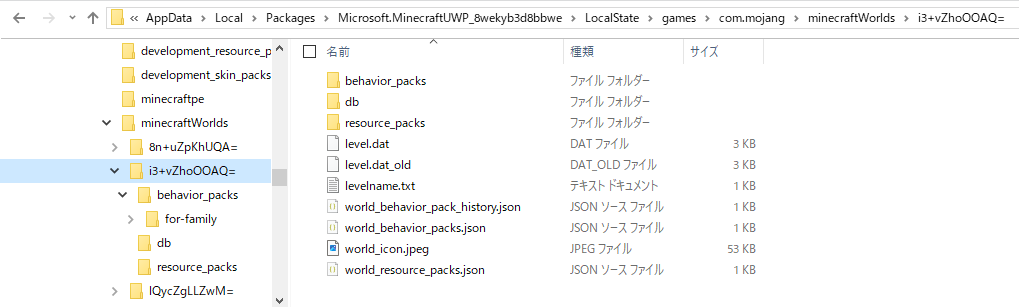 « AppData › Local › Packages › Microsoft.MinecraftUWP_8wekyb3d8bbwe › LocalState › games › com.mojang › minecraftWorlds › i3+vZhoOOAQ=
development_resource_p
development_skin_packs
minecraftpe
minecraftWorlds
8n+uZpKhUQA=
i3+vZhoOOAQ=
behavior_packs
for-family
db
resource_packs
lQycZgLLZwM=
名前 種類 サイズ
behavior_packs ファイル フォルダー
db ファイル フォルダー
resource_packs ファイル フォルダー
level.dat DAT ファイル 3 KB
level.dat_old DAT_OLD ファイル 3 KB
levelname.txt テキスト ドキュメント 1 KB
world_behavior_pack_history.json JSON ソース ファイル 1 KB
world_behavior_packs.json JSON ソース ファイル 1 KB
world_icon.jpeg JPEG ファイル 53 KB
world_resource_packs.json JSON ソース ファイル 1 KB